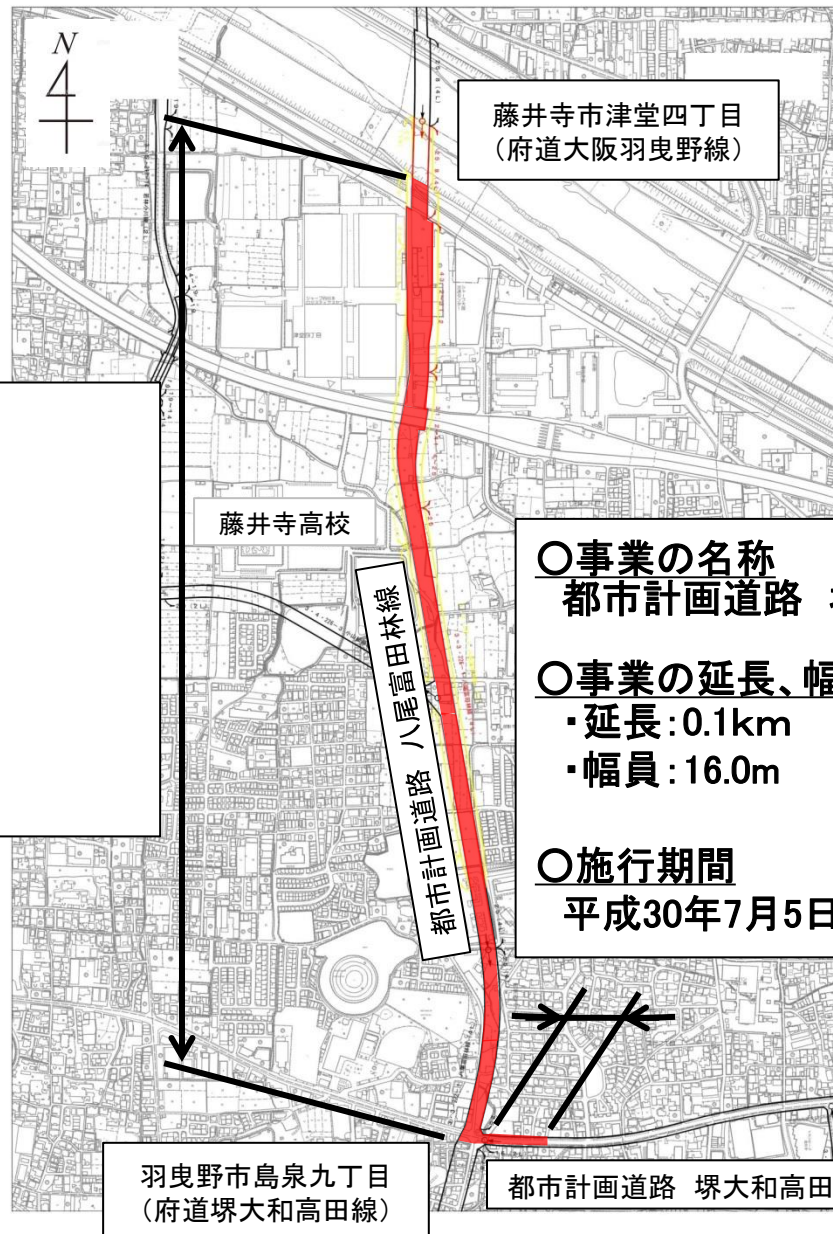 N
藤井寺市津堂四丁目
(府道大阪羽曳野線)
藤井寺高校
都市計画道路 八尾富田林線
○事業の名称
都市計画道路
○事業の延長、幅
・延長:0.1km
・幅員:16.0m
○施行期間
平成30年7月5日
羽曳野市島泉九丁目
(府道堺大和高田線)
都市計画道路 堺大和高田